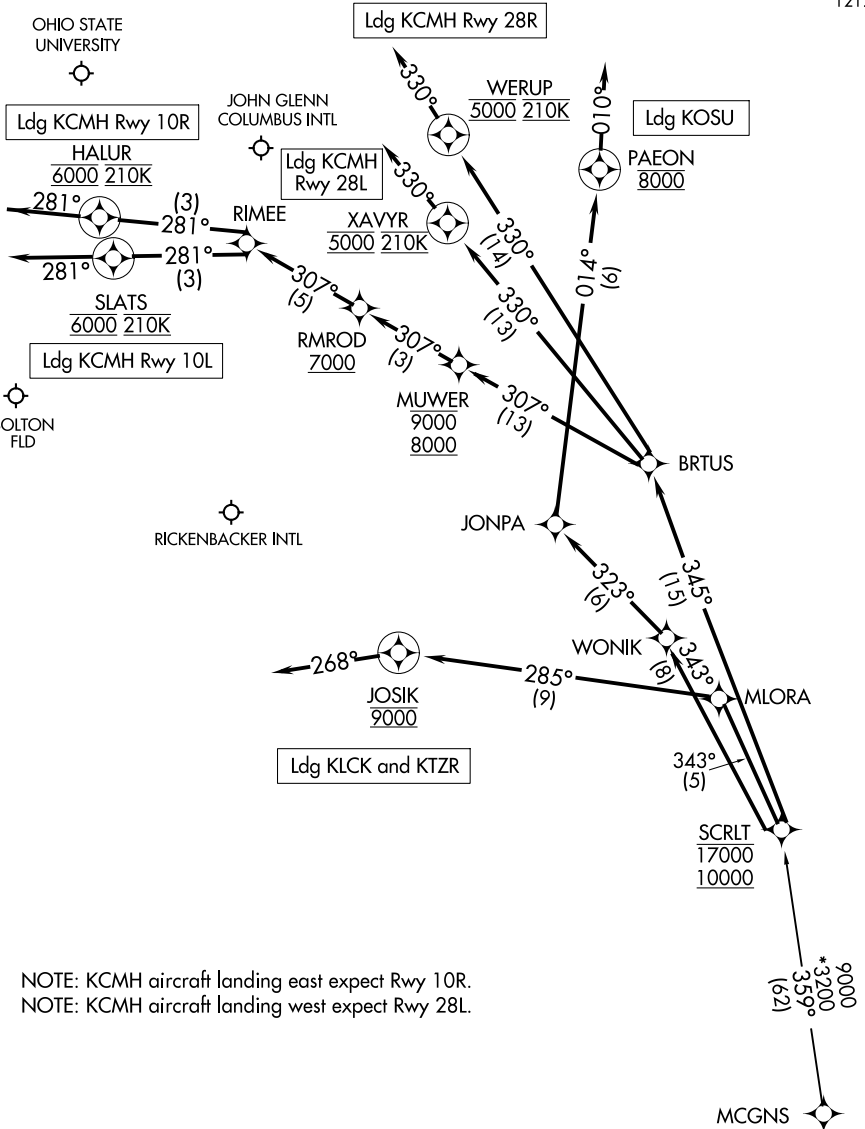 121.
OHIO STATE
UNIVERSITY
Ldg KCMH Rwy 28R
330°
WERUP
5000 210K
010°
Ldg KOSU
Ldg KCMH Rwy 10R
JOHN GLENN
COLUMBUS INTL
PAEON
8000
HALUR
6000 210K
Ldg KCMH
Rwy 28L
330°
281°
(3)
281°
RIMEE
XAVYR
5000 210K
330°
(14)
014°
(6)
281°
281°
(3)
SLATS
6000 210K
307°
(5)
330°
(13)
RMROD
7000
307°
(3)
Ldg KCMH Rwy 10L
MUWER
9000
8000
307°
(13)
OLTON
FLD
BRTUS
RICKENBACKER INTL
JONPA
323°
(6)
345°
(15)
WONIK
343°
(8)
268°
JOSIK
9000
285°
(9)
MLORA
Ldg KLCK and KTZR
343°
(5)
SCRLT
17000
10000
9000
*3200
359°
(62)
NOTE: KCMH aircraft landing east expect Rwy 10R.
NOTE: KCMH aircraft landing west expect Rwy 28L.
MCGNS